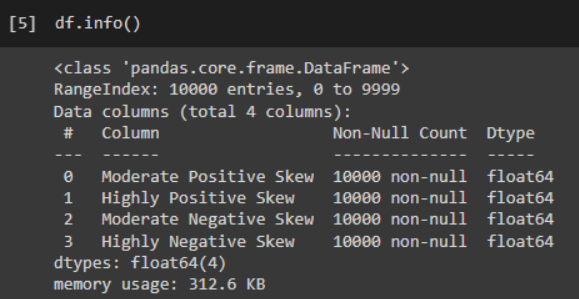 [5] df.info()
<class 'pandas.core.frame.DataFrame'>
RangeIndex: 10000 entries, 0 to 9999
Data columns (total 4 columns):
 #   Column                  Non-Null Count  Dtype
---  ------                  --------------  -----
 0   Moderate Positive Skew  10000 non-null  float64
 1   Highly Positive Skew    10000 non-null  float64
 2   Moderate Negative Skew  10000 non-null  float64
 3   Highly Negative Skew    10000 non-null  float64
dtypes: float64(4)
memory usage: 312.6 KB